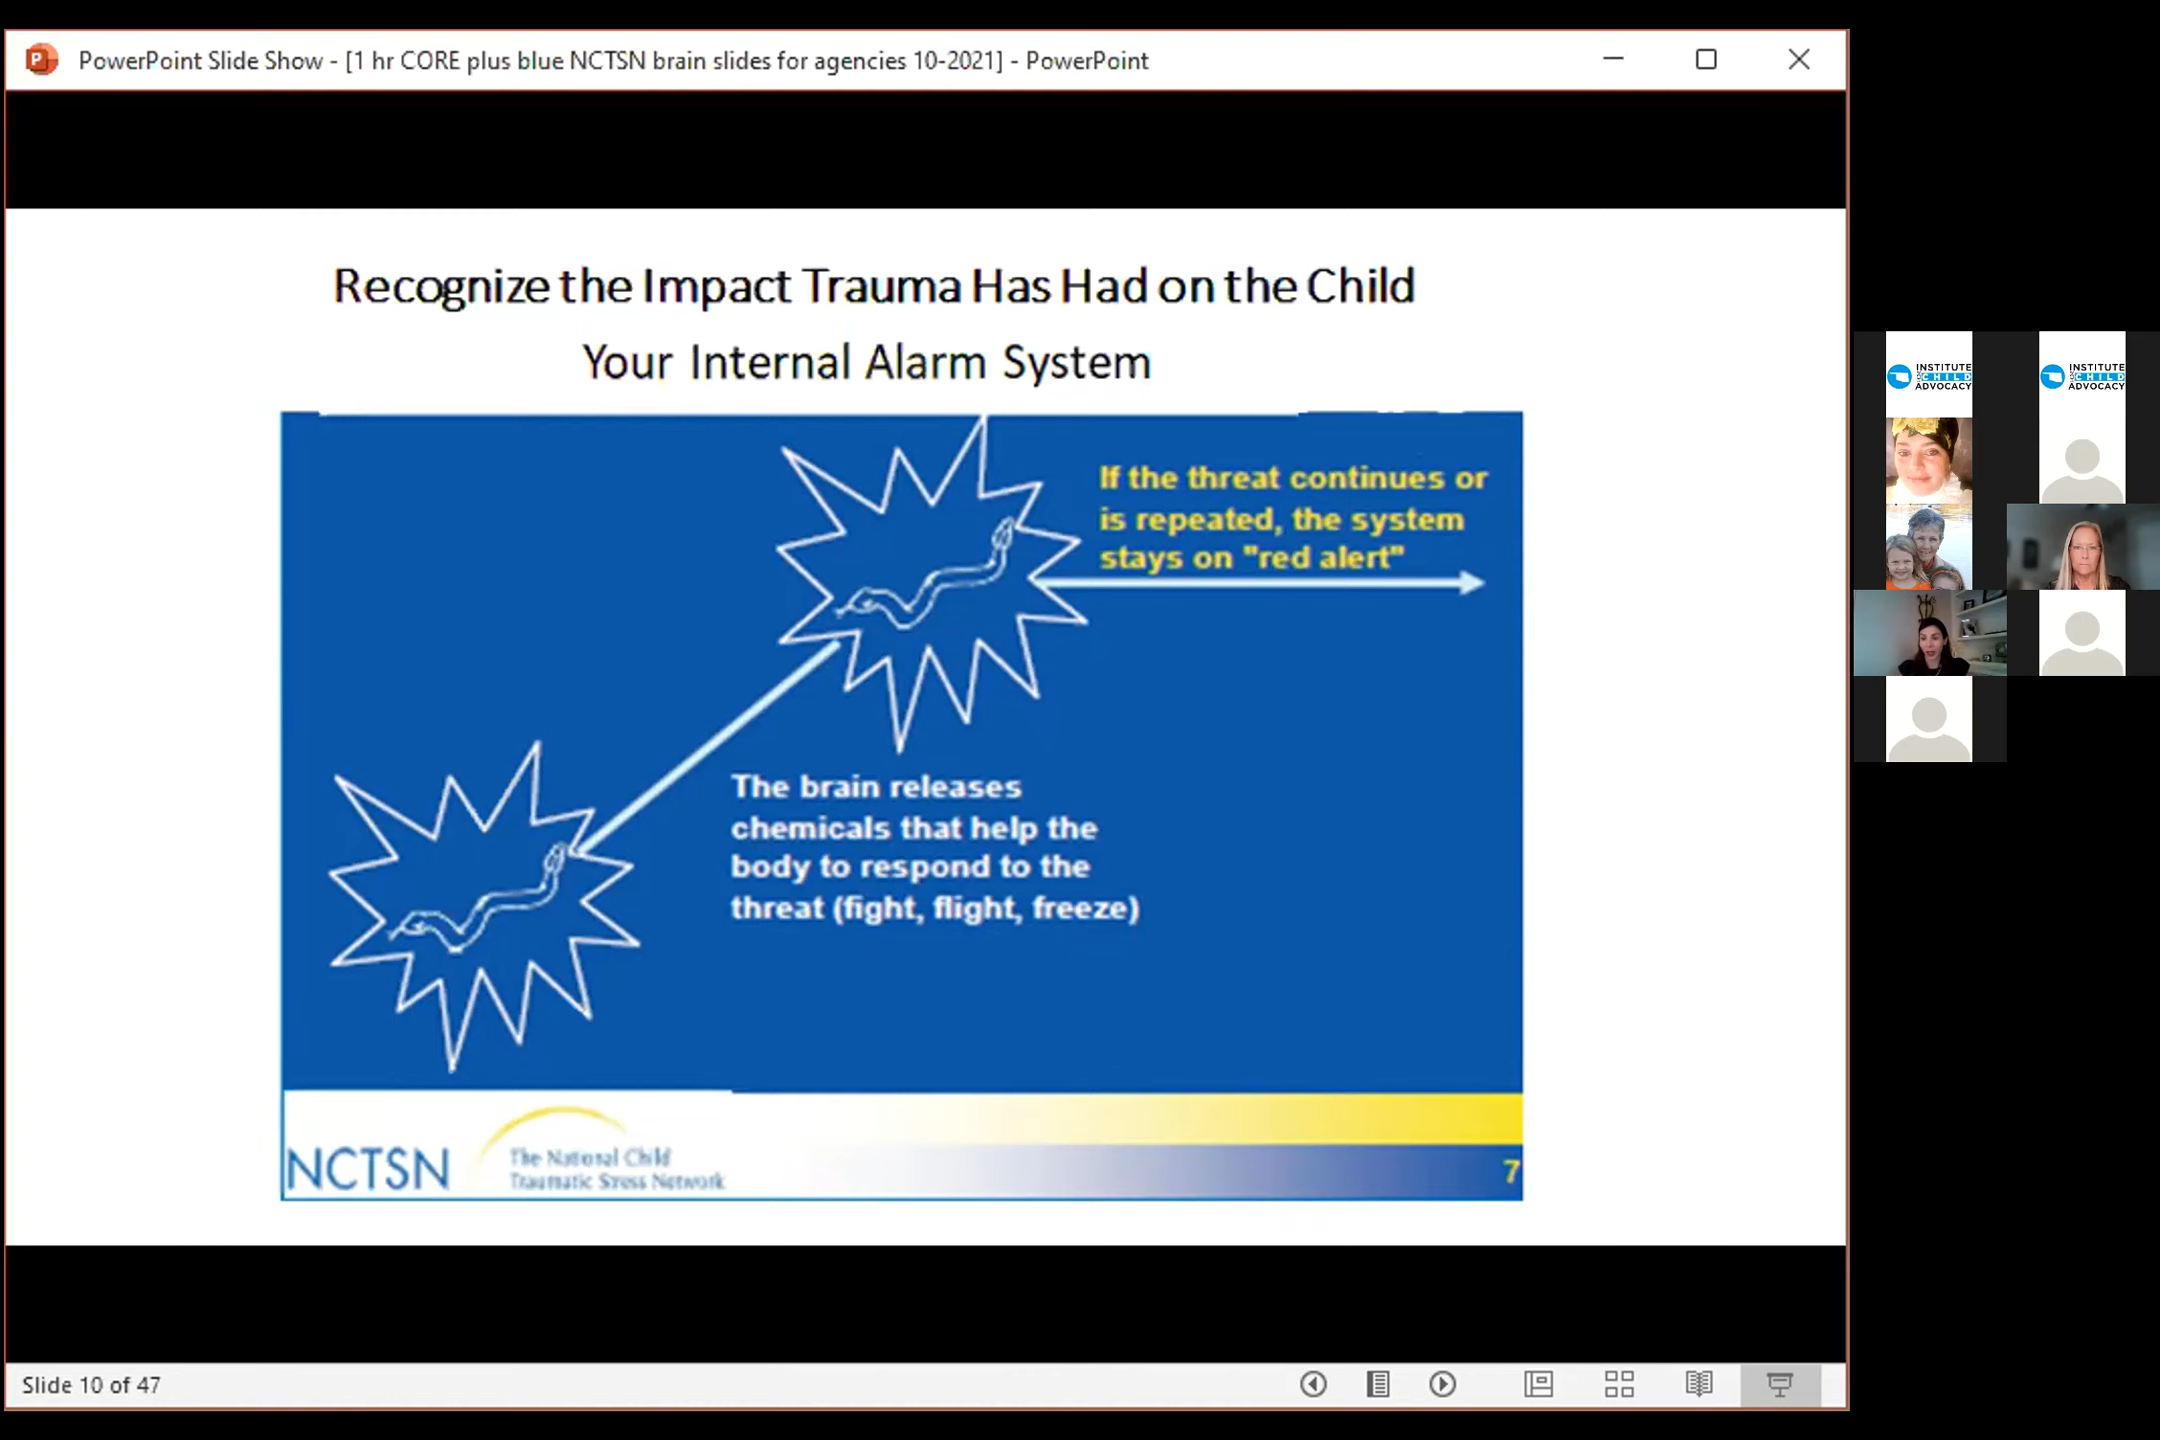 PowerPoint Slide Show - [1 hr CORE plus blue NCTSN brain slides for agencies 10-2021] - PowerPoint
Recognize the Impact Trauma Has Had on the Child
Your Internal Alarm System
If the threat continues or
is repeated, the system
stays on "red alert"
The brain releases
chemicals that help the
body to respond to the
threat (fight, flight, freeze)
NCTSN
The National Child
Traumatic Stress Network
7
Slide 10 of 47
INSTITUTE
CHILD
ADVOCACY
INSTITUTE
CHILD
ADVOCACY